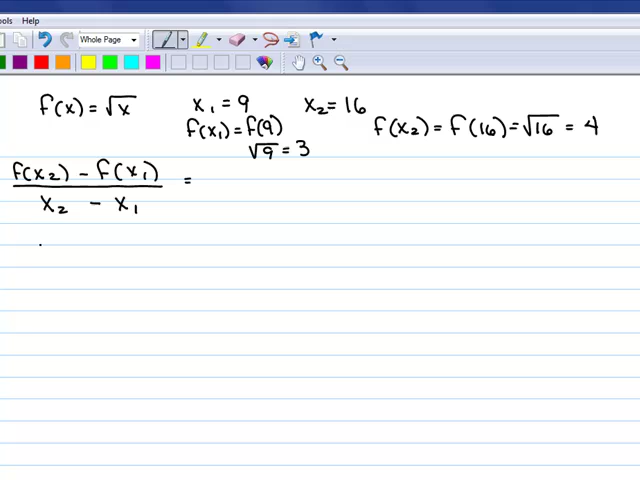 ools Help
Whole Page
f(x) = √x x₁ = 9 x₂ = 16
f(x₁) = f(9) f(x₂) = f(16) = √16 = 4
√9 = 3
f(x₂) - f(x₁) =
x₂ - x₁